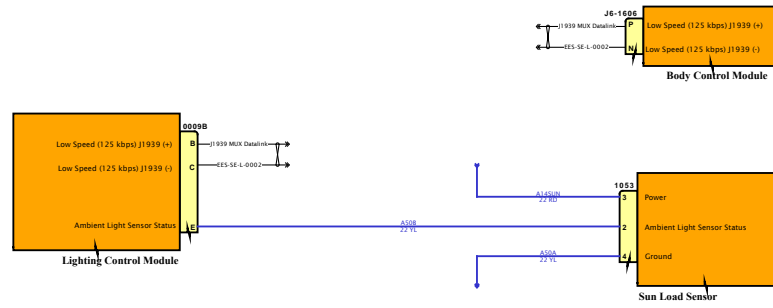 J6-1606
J1939 MUX Datalink
P
Low Speed (125 kbps) J1939 (+)
EES-SE-L-0002
N
Low Speed (125 kbps) J1939 (-)
Body Control Module
0009B
Low Speed (125 kbps) J1939 (+)
B
J1939 MUX Datalink
Low Speed (125 kbps) J1939 (-)
C
EES-SE-L-0002
1053
A14SUN
22 RD
3
Power
Ambient Light Sensor Status
E
A50B
22 YL
2
Ambient Light Sensor Status
A50A
22 YL
4
Ground
Lighting Control Module
Sun Load Sensor